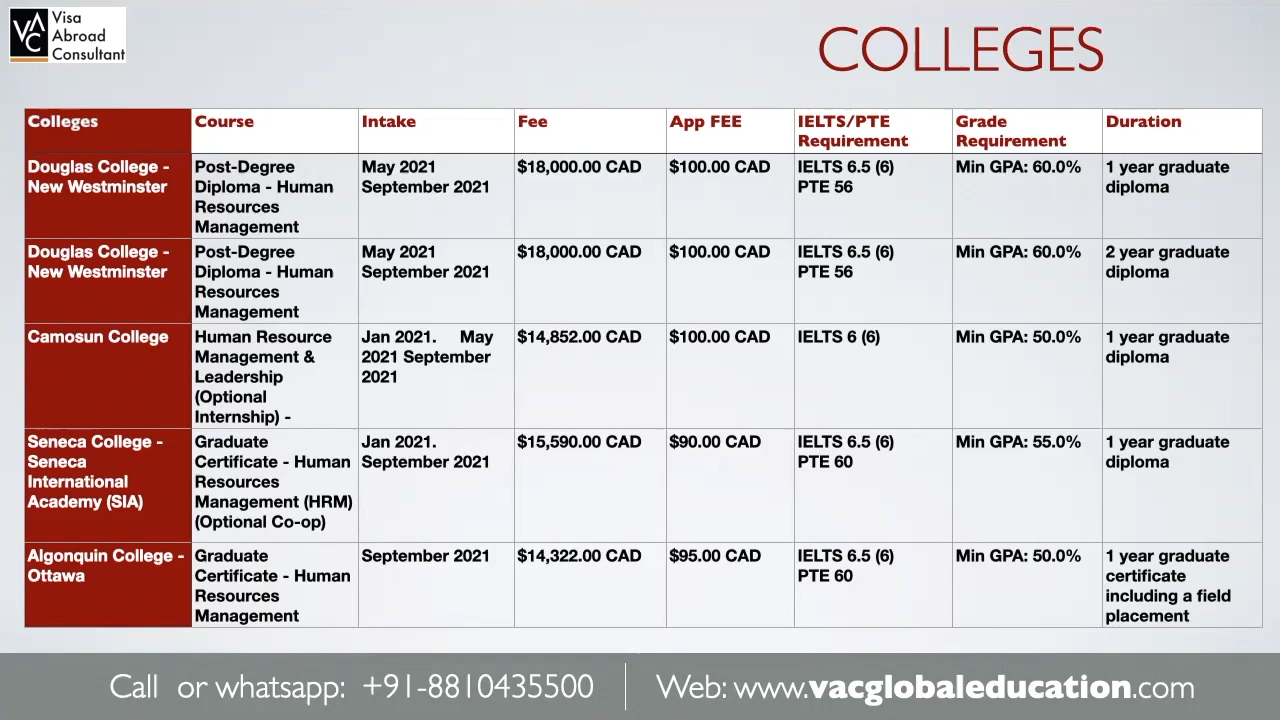 VAC
Visa
Abroad
Consultant
COLLEGES
Colleges
Course
Intake
Fee
App FEE
IELTS/PTE
Requirement
Grade
Requirement
Duration
Douglas College -
New Westminster
Post-Degree
Diploma - Human
Resources
Management
May 2021
September 2021
$18,000.00 CAD
$100.00 CAD
IELTS 6.5 (6)
PTE 56
Min GPA: 60.0%
1 year graduate
diploma
Douglas College -
New Westminster
Post-Degree
Diploma - Human
Resources
Management
May 2021
September 2021
$18,000.00 CAD
$100.00 CAD
IELTS 6.5 (6)
PTE 56
Min GPA: 60.0%
2 year graduate
diploma
Camosun College
Human Resource
Management &
Leadership
(Optional
Internship) -
Jan 2021. May
2021 September
2021
$14,852.00 CAD
$100.00 CAD
IELTS 6 (6)
Min GPA: 50.0%
1 year graduate
diploma
Seneca College -
Seneca
International
Academy (SIA)
Graduate
Certificate - Human
Resources
Management (HRM)
(Optional Co-op)
Jan 2021.
September 2021
$15,590.00 CAD
$90.00 CAD
IELTS 6.5 (6)
PTE 60
Min GPA: 55.0%
1 year graduate
diploma
Algonquin College -
Ottawa
Graduate
Certificate - Human
Resources
Management
September 2021
$14,322.00 CAD
$95.00 CAD
IELTS 6.5 (6)
PTE 60
Min GPA: 50.0%
1 year graduate
certificate
including a field
placement
Call or whatsapp: +91-8810435500
Web: www.vacglobaleducation.com